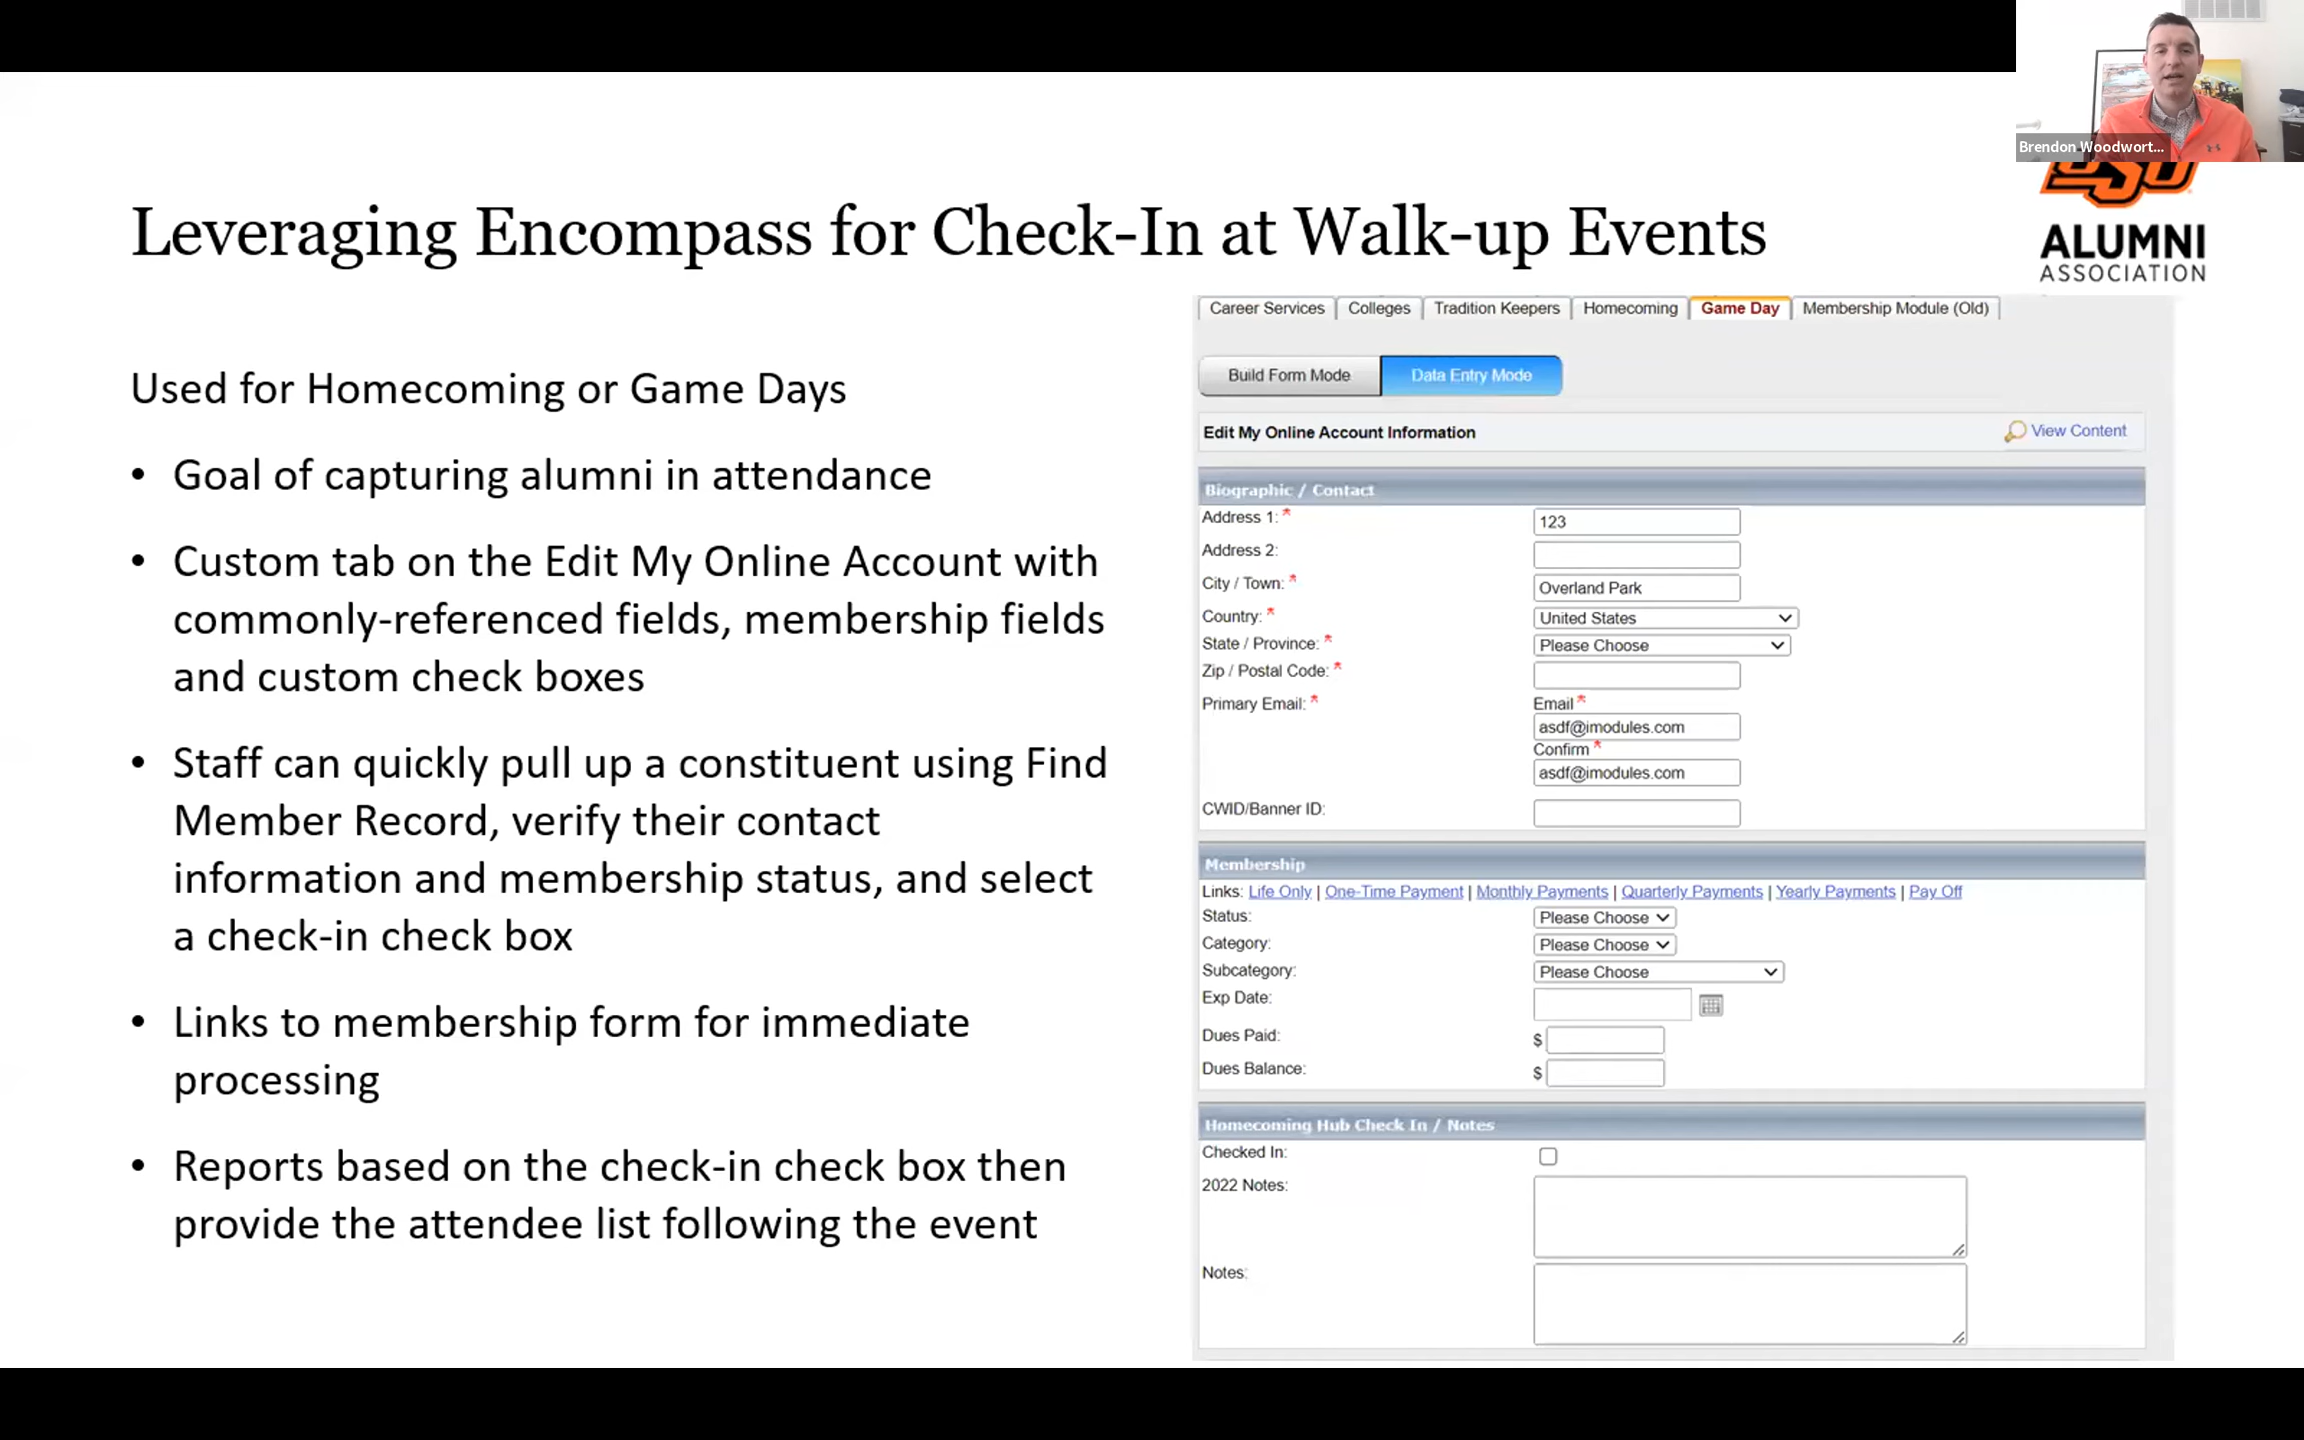 Brendon Woodwort...
OSU
ALUMNI
ASSOCIATION
Leveraging Encompass for Check-In at Walk-up Events
Used for Homecoming or Game Days
• Goal of capturing alumni in attendance
• Custom tab on the Edit My Online Account with
commonly-referenced fields, membership fields
and custom check boxes
• Staff can quickly pull up a constituent using Find
Member Record, verify their contact
information and membership status, and select
a check-in check box
• Links to membership form for immediate
processing
• Reports based on the check-in check box then
provide the attendee list following the event
Career Services Colleges Tradition Keepers Homecoming Game Day Membership Module (Old)
Build Form Mode Data Entry Mode
Edit My Online Account Information View Content
Biographic / Contact
Address 1: * 123
Address 2:
City / Town: * Overland Park
Country: * United States
State / Province: * Please Choose
Zip / Postal Code: *
Primary Email: * Email *
asdf@imodules.com
Confirm *
asdf@imodules.com
CWID/Banner ID:
Membership
Links: Life Only | One-Time Payment | Monthly Payments | Quarterly Payments | Yearly Payments | Pay Off
Status: Please Choose
Category: Please Choose
Subcategory: Please Choose
Exp Date:
Dues Paid: $
Dues Balance: $
Homecoming Hub Check In / Notes
Checked In:
2022 Notes:
Notes: